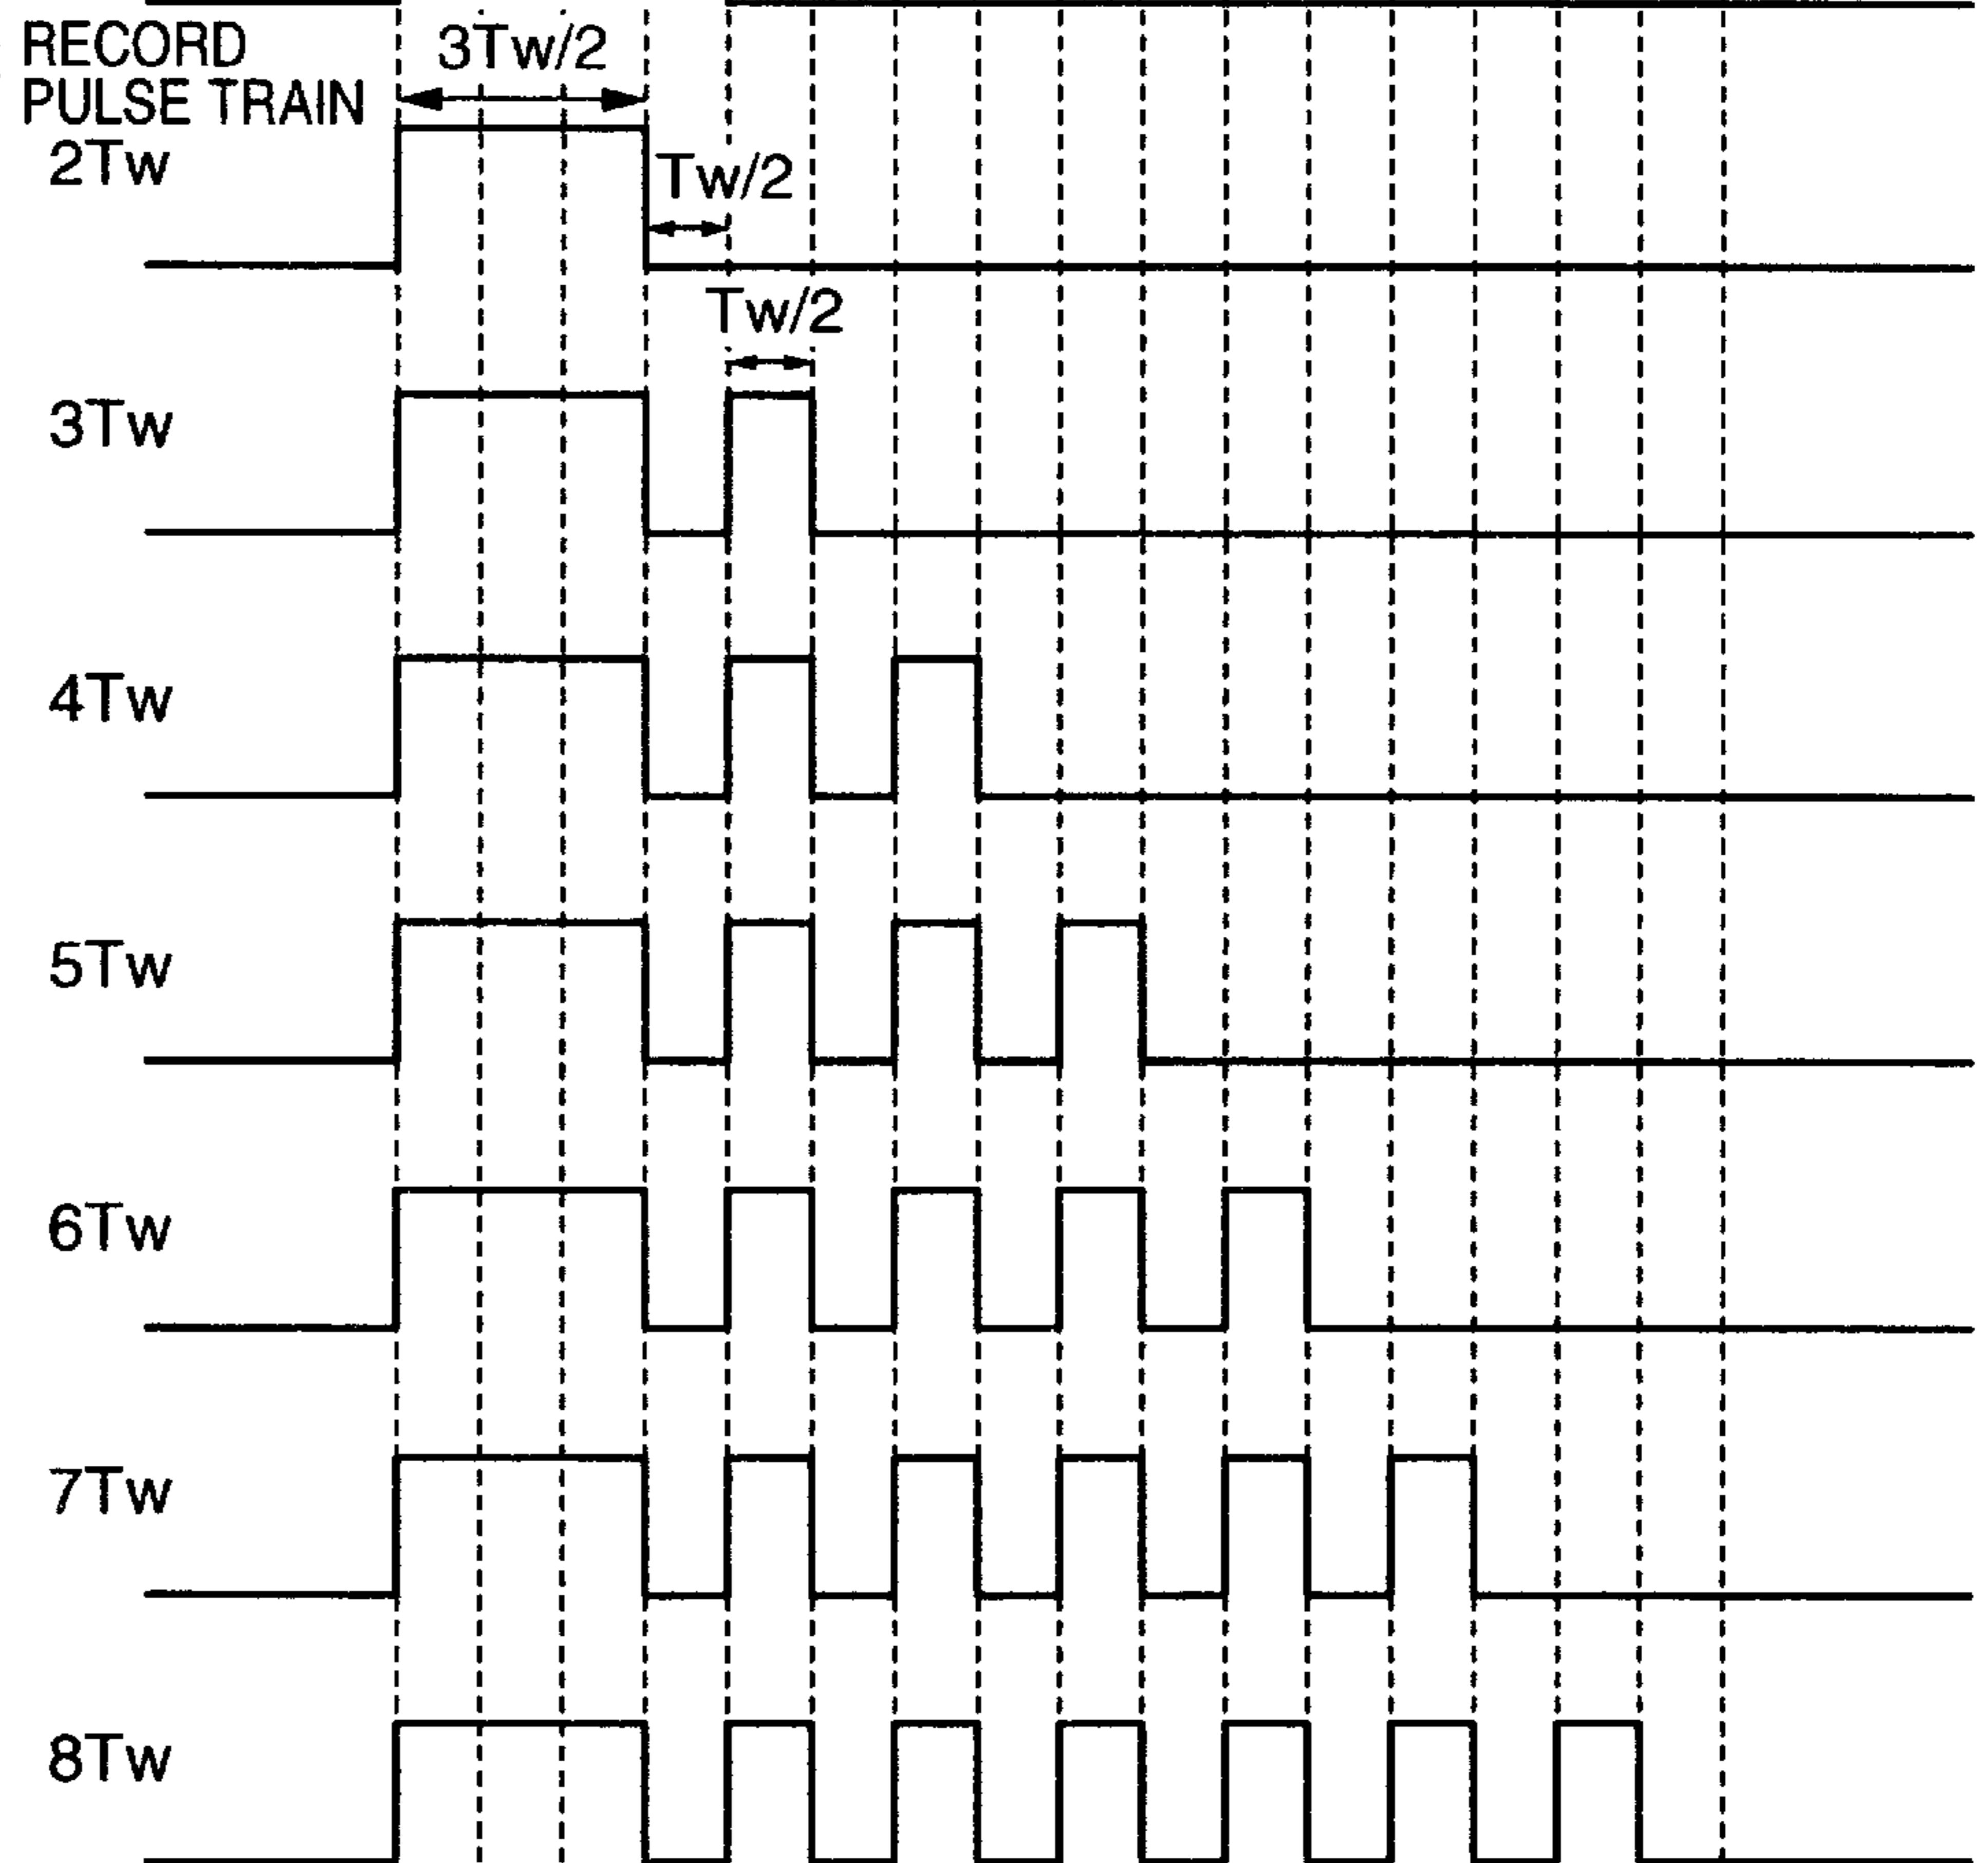 RECORD
PULSE TRAIN
3Tw/2
2Tw
Tw/2
Tw/2
3Tw
4Tw
5Tw
6Tw
7Tw
8Tw